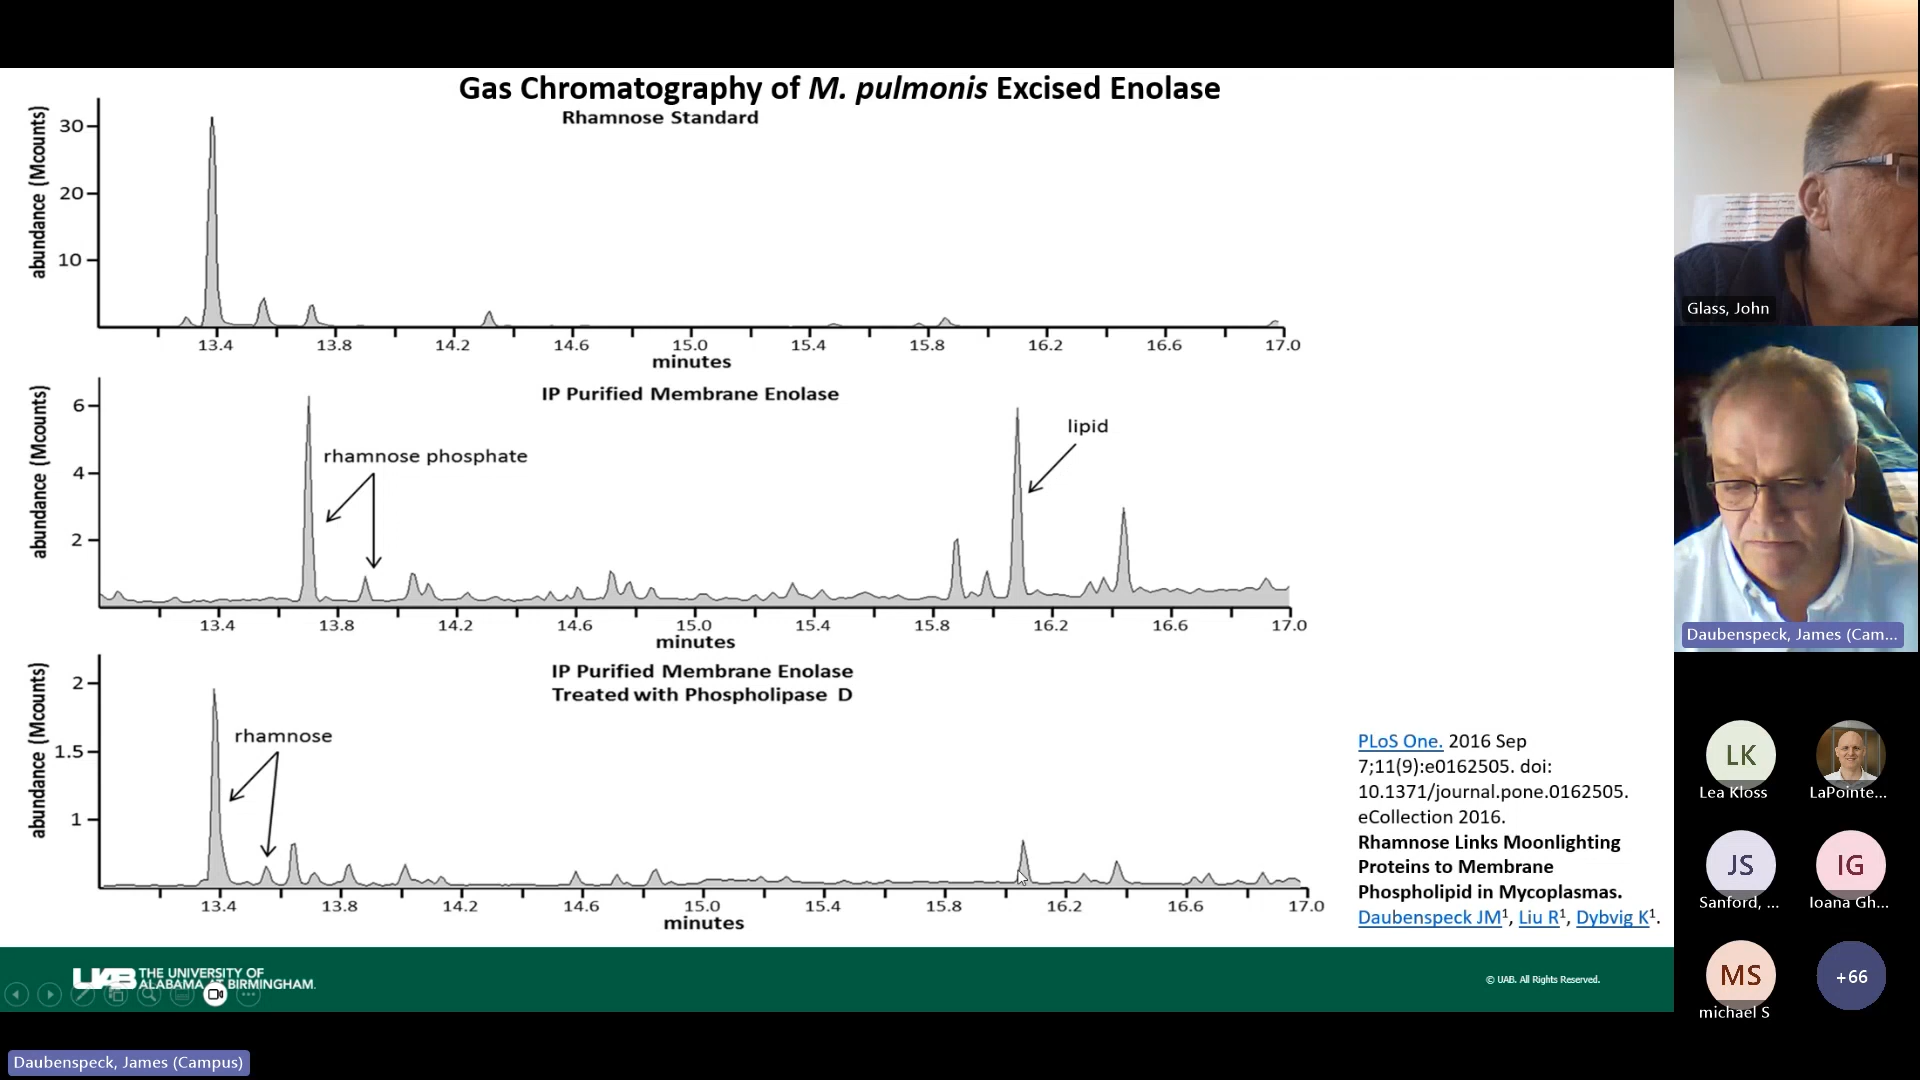 Gas Chromatography of M. pulmonis Excised Enolase
Rhamnose Standard
abundance (Mcounts)
30
20
10
13.4 13.8 14.2 14.6 15.0 15.4 15.8 16.2 16.6 17.0
minutes
IP Purified Membrane Enolase
abundance (Mcounts)
6
4
2
rhamnose phosphate
lipid
13.4 13.8 14.2 14.6 15.0 15.4 15.8 16.2 16.6 17.0
minutes
IP Purified Membrane Enolase
Treated with Phospholipase D
abundance (Mcounts)
2
1.5
1
rhamnose
13.4 13.8 14.2 14.6 15.0 15.4 15.8 16.2 16.6 17.0
minutes
PLoS One. 2016 Sep
7;11(9):e0162505. doi:
10.1371/journal.pone.0162505.
eCollection 2016.
Rhamnose Links Moonlighting
Proteins to Membrane
Phospholipid in Mycoplasmas.
Daubenspeck JM1, Liu R1, Dybvig K1.
UAB THE UNIVERSITY OF
ALABAMA AT BIRMINGHAM.
© UAB. All Rights Reserved.
Daubenspeck, James (Campus)
Glass, John
Daubenspeck, James (Cam...
LK
Lea Kloss
LaPointe...
JS
Sanford, ...
IG
Ioana Gh...
MS
michael S
+66